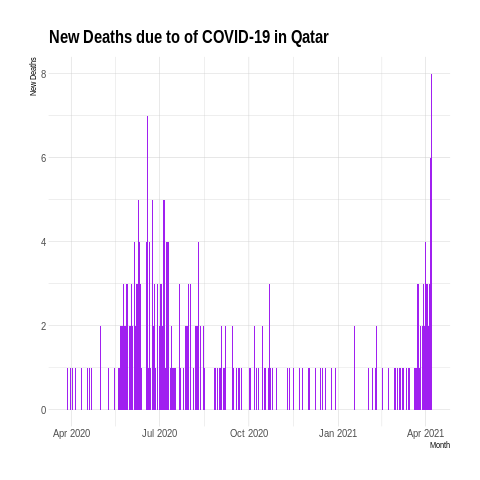 New Deaths due to of COVID-19 in Qatar
New Deaths
8
6
4
2
0
Apr 2020 Jul 2020 Oct 2020 Jan 2021 Apr 2021
Month